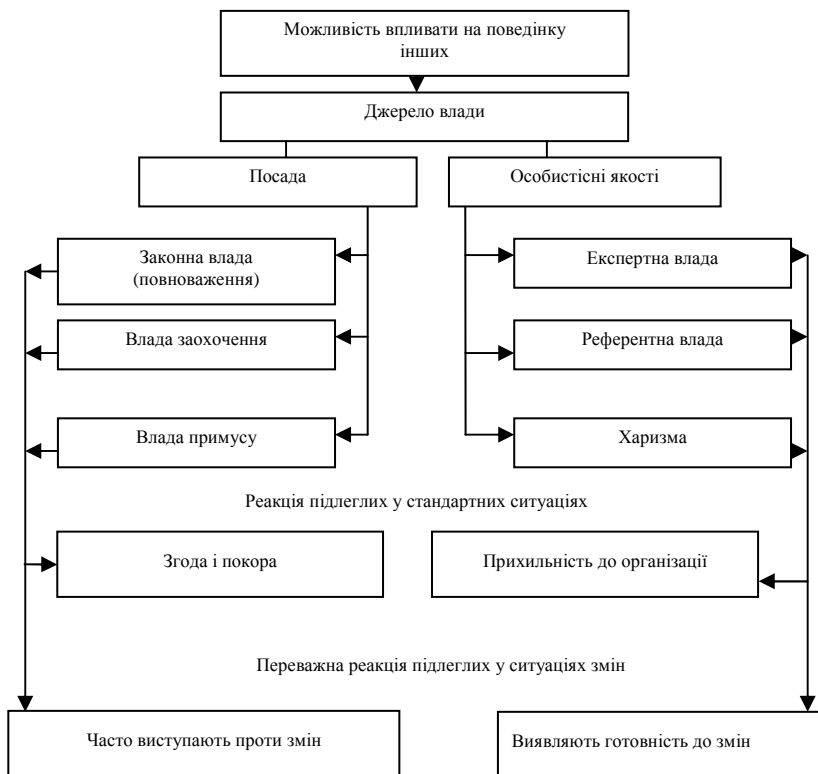 Можливість впливати на поведінку
інших
Джерело влади
Посада
Особистісні якості
Законна влада
(повноваження)
Експертна влада
Влада заохочення
Референтна влада
Влада примусу
Харизма
Реакція підлеглих у стандартних ситуаціях
Згода і покора
Прихильність до організації
Переважна реакція підлеглих у ситуаціях змін
Часто виступають проти змін
Виявляють готовність до змін